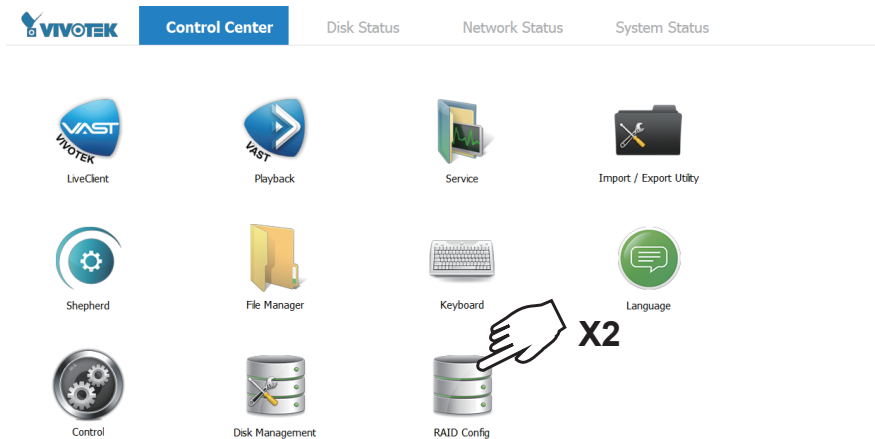 VIVOTEK Control Center Disk Status Network Status System Status
VAST VIVOTEK VAST
LiveClient Playback Service Import / Export Utility
Shepherd File Manager Keyboard Language
X2
Control Disk Management RAID Config